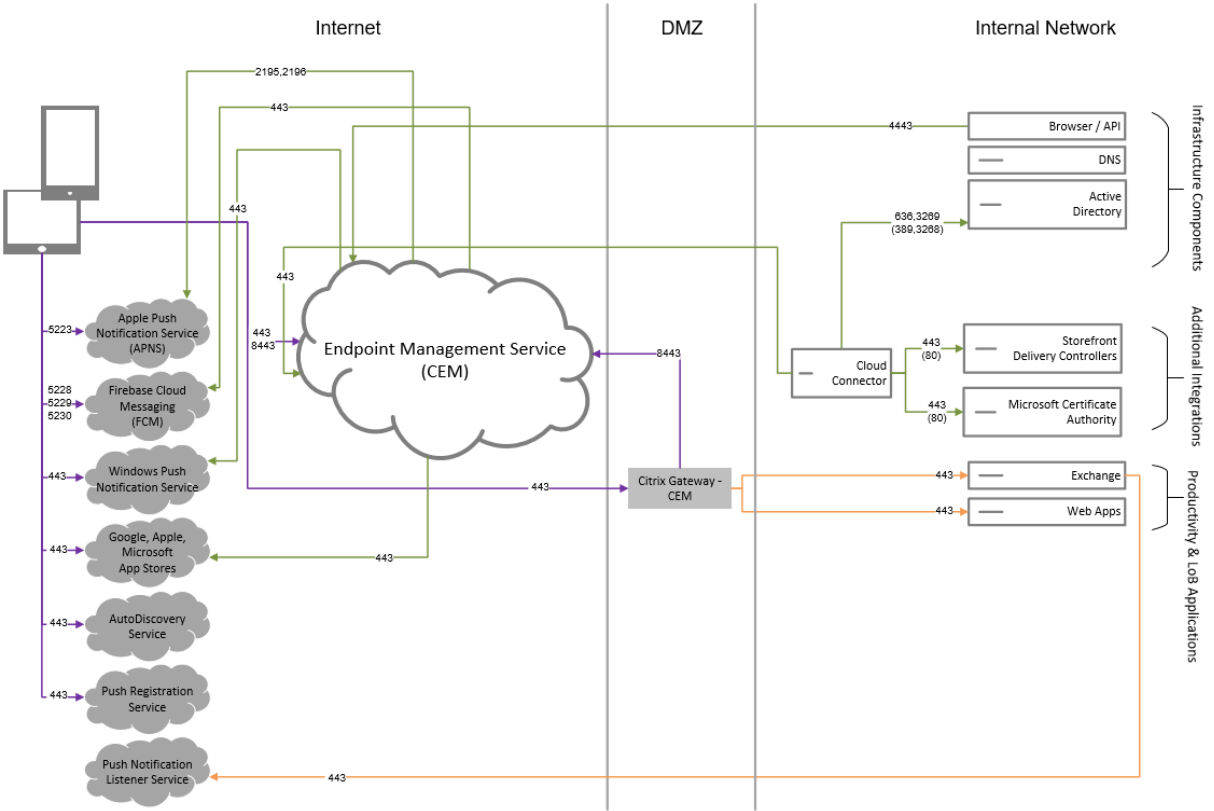 Internet
DMZ
Internal Network
2195,2196
443
4443
Browser / API
DNS
Active
Directory
Infrastructure Components
443
636,3269
(389,3268)
443
Apple Push
Notification Service
(APNS)
5223
443
8443
Endpoint Management Service
(CEM)
8443
Cloud
Connector
443
(80)
Storefront
Delivery Controllers
443
(80)
Microsoft Certificate
Authority
Additional Integrations
5228
5229
5230
Firebase Cloud
Messaging
(FCM)
443
Windows Push
Notification Service
443
Citrix Gateway -
CEM
443
Exchange
443
Web Apps
Productivity & LoB Applications
443
Google, Apple,
Microsoft
App Stores
443
443
AutoDiscovery
Service
443
Push Registration
Service
Push Notification
Listener Service
443